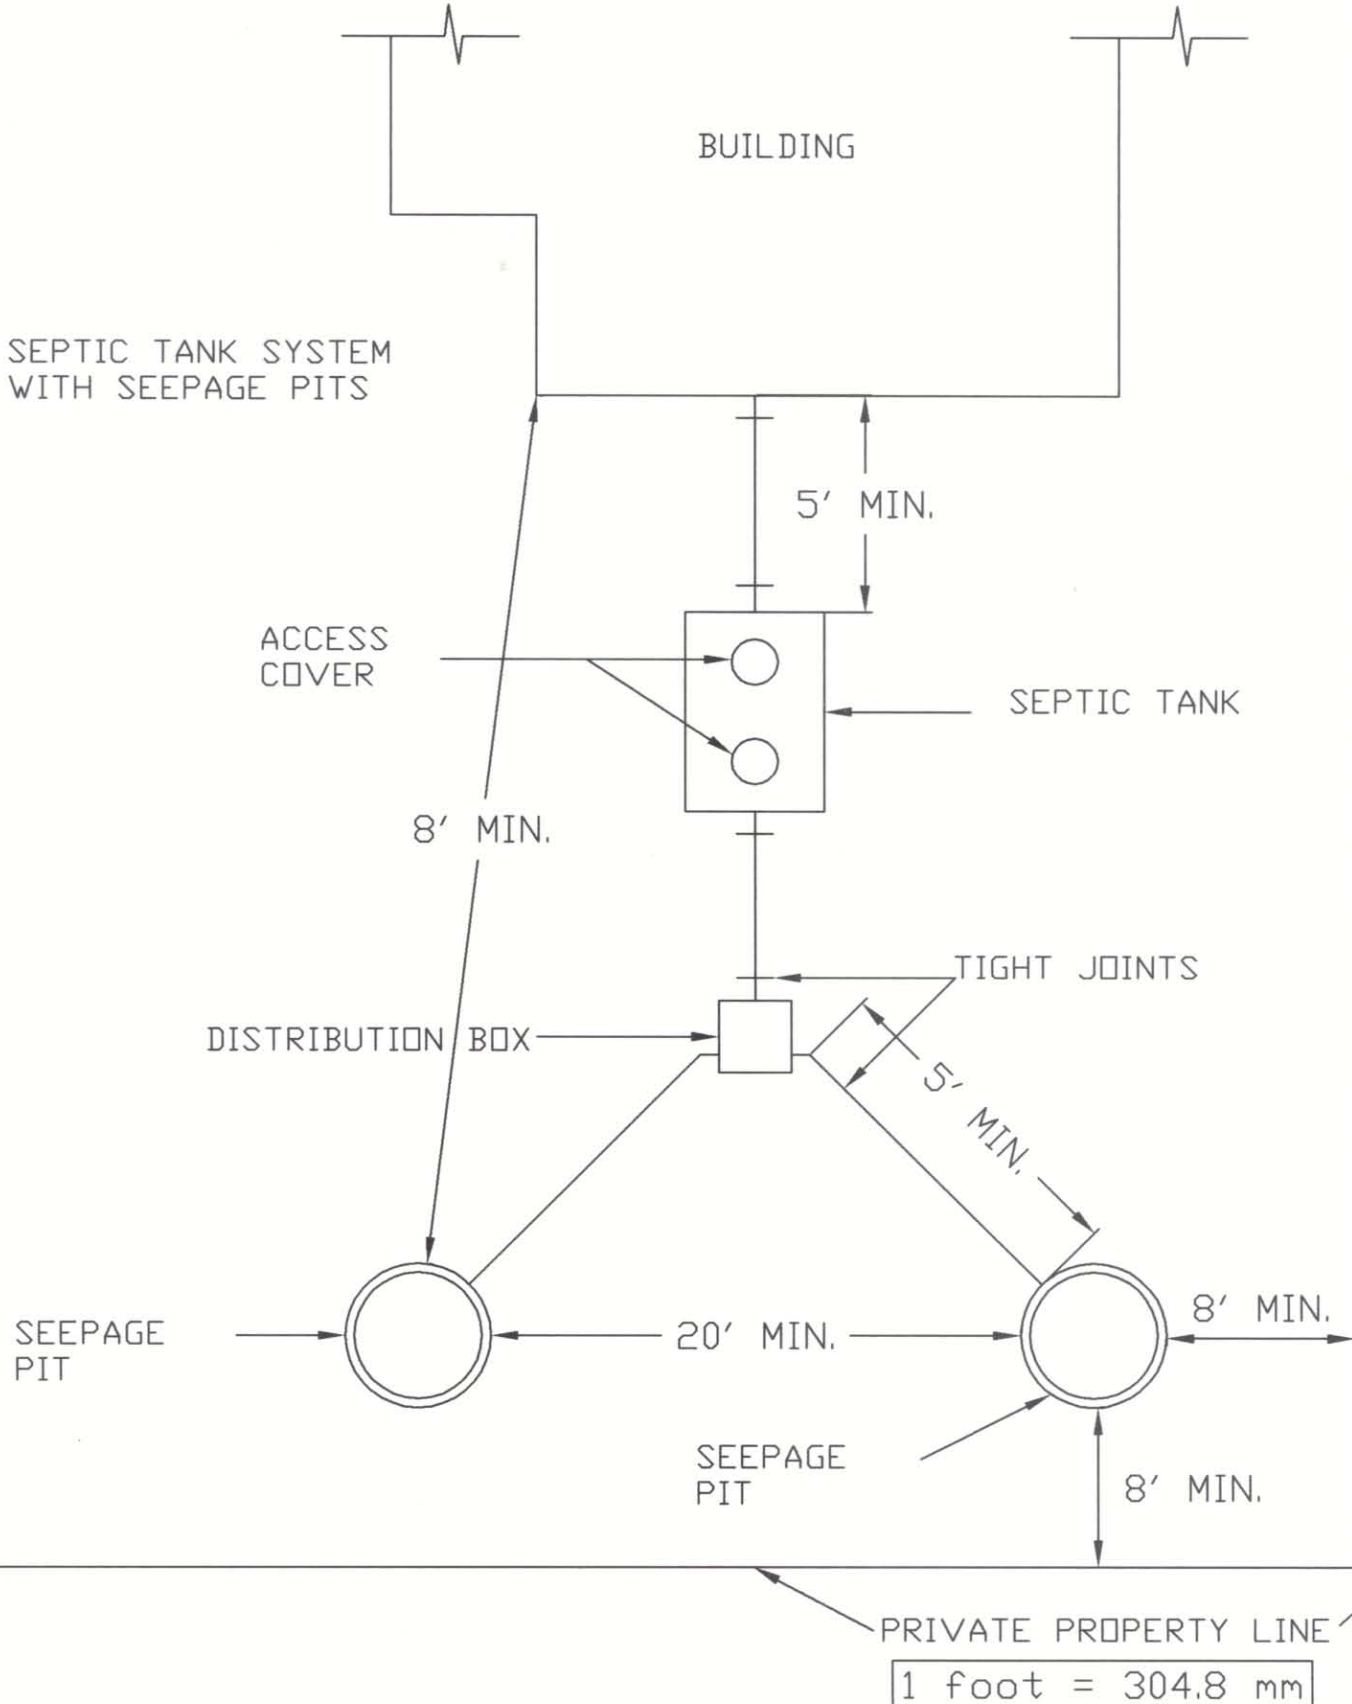 BUILDING
SEPTIC TANK SYSTEM
WITH SEEPAGE PITS
5' MIN.
ACCESS
COVER
SEPTIC TANK
8' MIN.
TIGHT JOINTS
DISTRIBUTION BOX
5' MIN.
8' MIN.
SEEPAGE
PIT
20' MIN.
SEEPAGE
PIT
8' MIN.
PRIVATE PROPERTY LINE
1 foot = 304.8 mm